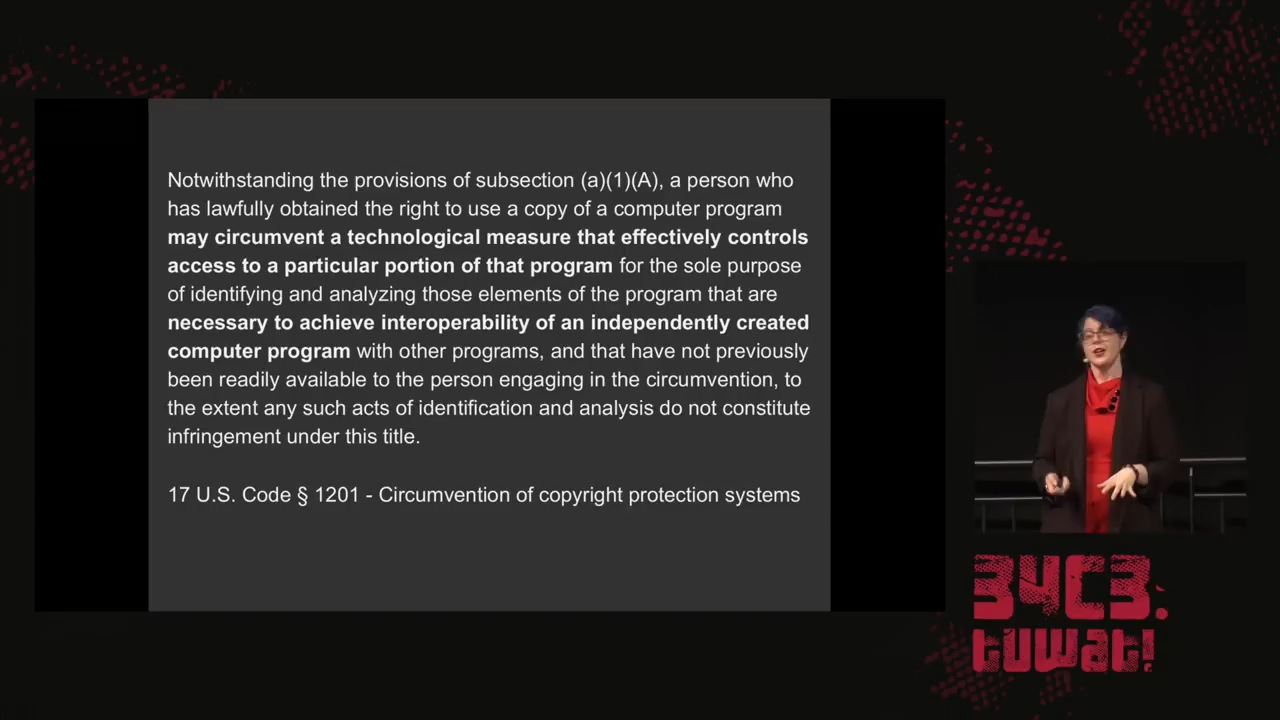 Notwithstanding the provisions of subsection (a)(1)(A), a person who
has lawfully obtained the right to use a copy of a computer program
may circumvent a technological measure that effectively controls
access to a particular portion of that program for the sole purpose
of identifying and analyzing those elements of the program that are
necessary to achieve interoperability of an independently created
computer program with other programs, and that have not previously
been readily available to the person engaging in the circumvention, to
the extent any such acts of identification and analysis do not constitute
infringement under this title.
17 U.S. Code § 1201 - Circumvention of copyright protection systems
34C3.
tuwat!